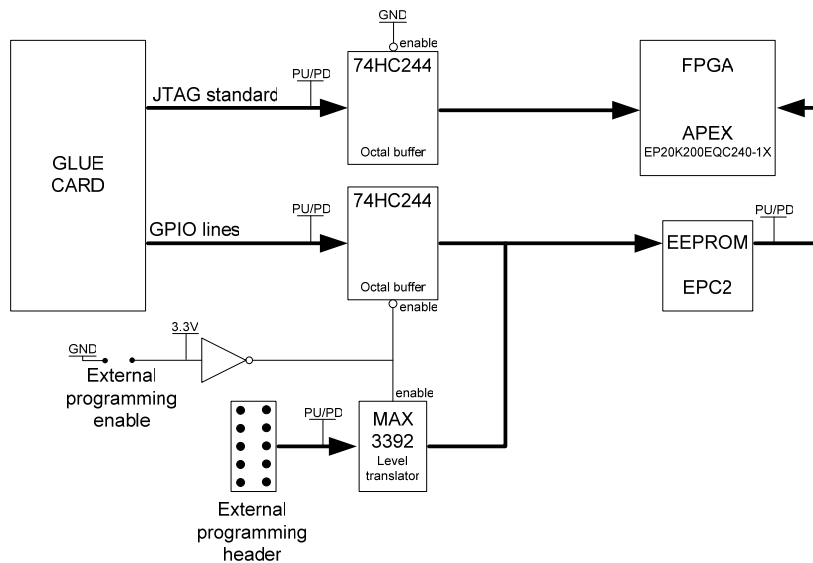 GND
enable
74HC244
Octal buffer
PU/PD
JTAG standard
GLUE
CARD
FPGA
APEX
EP20K200EQC240-1X
74HC244
Octal buffer
enable
PU/PD
GPIO lines
EEPROM
EPC2
PU/PD
3.3V
GND
External
programming
enable
enable
MAX
3392
Level
translator
PU/PD
External
programming
header